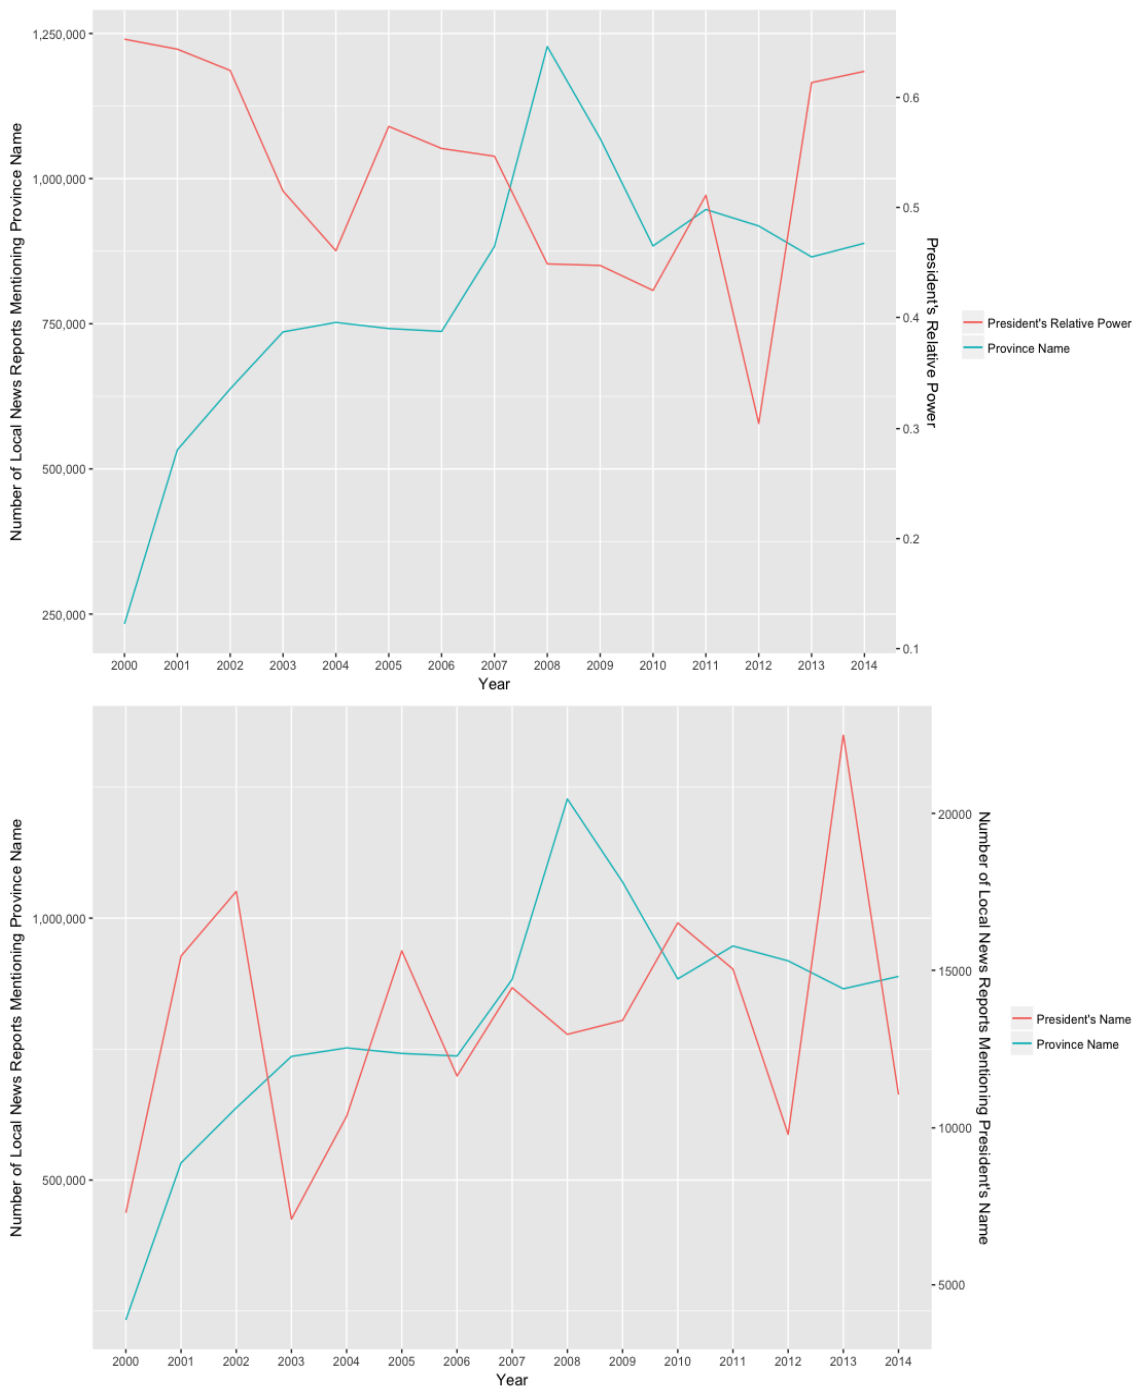 Number of Local News Reports Mentioning Province Name
1,250,000
1,000,000
750,000
500,000
250,000
0.6
0.5
0.4
0.3
0.2
0.1
President's Relative Power
President's Relative Power
Province Name
2000 2001 2002 2003 2004 2005 2006 2007 2008 2009 2010 2011 2012 2013 2014
Year
Number of Local News Reports Mentioning Province Name
1,000,000
500,000
20000
15000
10000
5000
Number of Local News Reports Mentioning President's Name
President's Name
Province Name
2000 2001 2002 2003 2004 2005 2006 2007 2008 2009 2010 2011 2012 2013 2014
Year